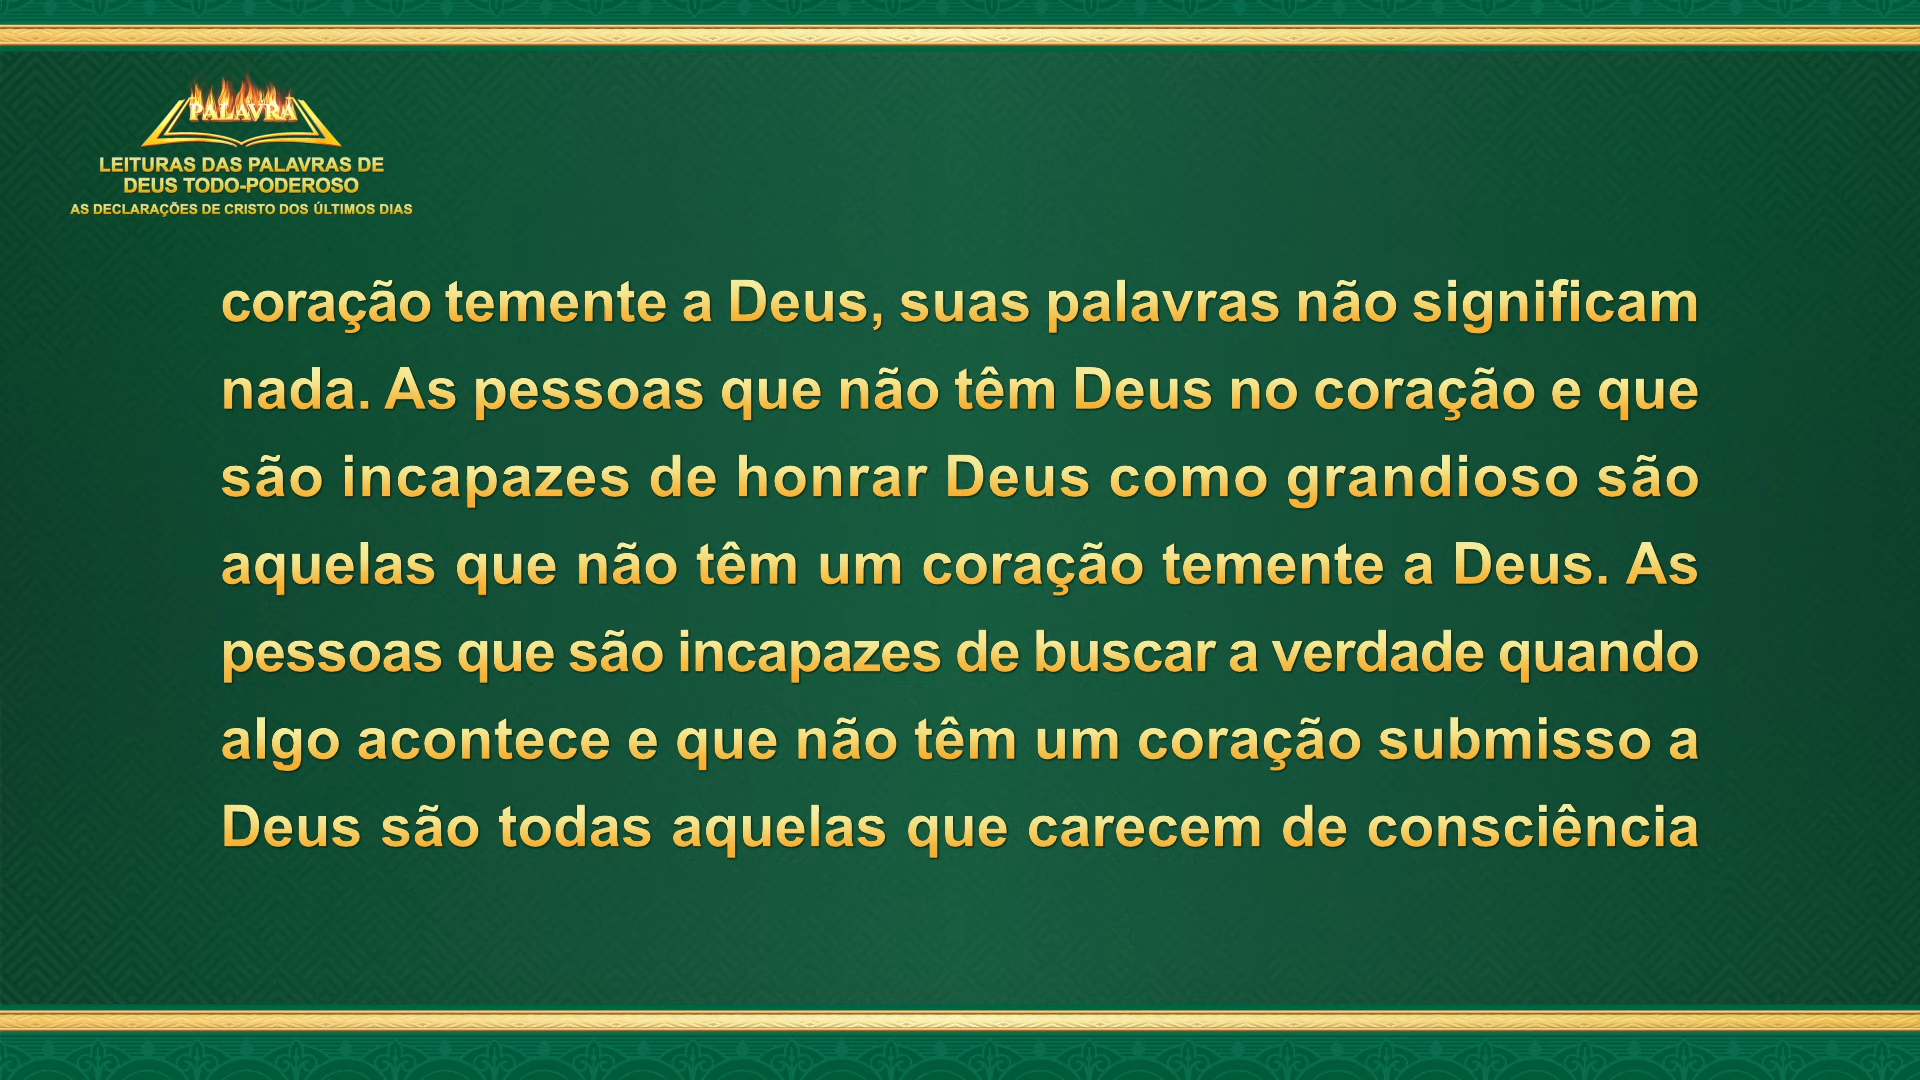 PALAVRA
LEITURAS DAS PALAVRAS DE
DEUS TODO-PODEROSO
AS DECLARAÇÕES DE CRISTO DOS ÚLTIMOS DIAS
coração temente a Deus, suas palavras não significam
nada. As pessoas que não têm Deus no coração e que
são incapazes de honrar Deus como grandioso são
aquelas que não têm um coração temente a Deus. As
pessoas que são incapazes de buscar a verdade quando
algo acontece e que não têm um coração submisso a
Deus são todas aquelas que carecem de consciência